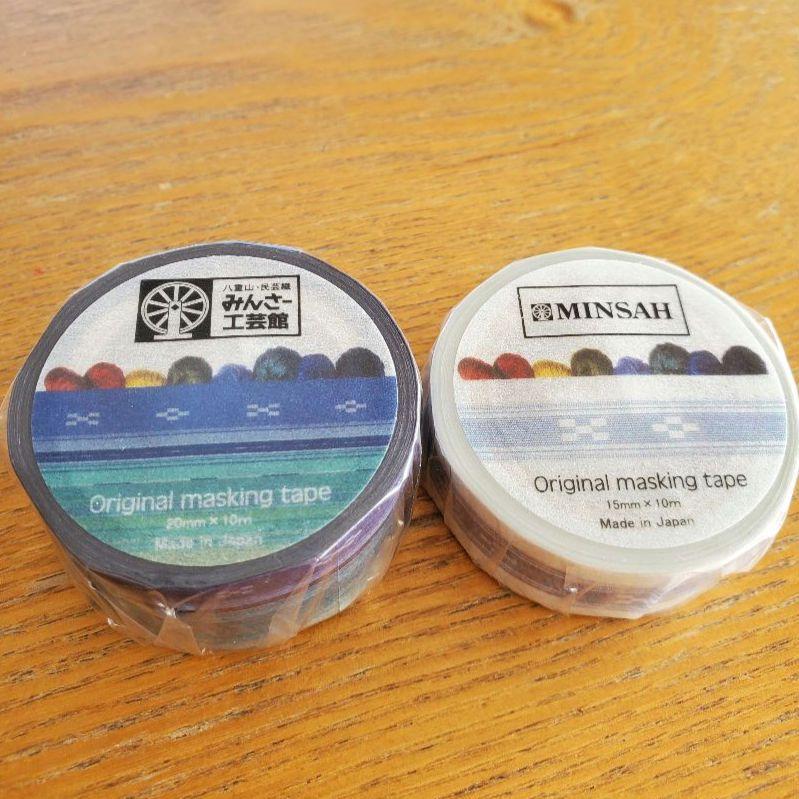 八重山・民芸織
みんさー
工芸館
Original masking tape
20mm × 10m
Made in Japan
MINSAH
Original masking tape
15mm × 10m
Made in Japan